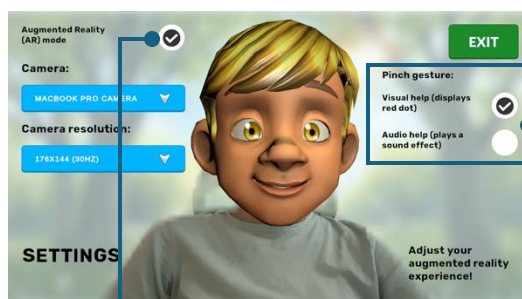 Augmented Reality
(AR) mode
Camera:
MACBOOK PRO CAMERA
Camera resolution:
176X144 (30HZ)
SETTINGS
EXIT
Pinch gesture:
Visual help (displays
red dot)
Audio help (plays a
sound effect)
Adjust your
augmented reality
experience!